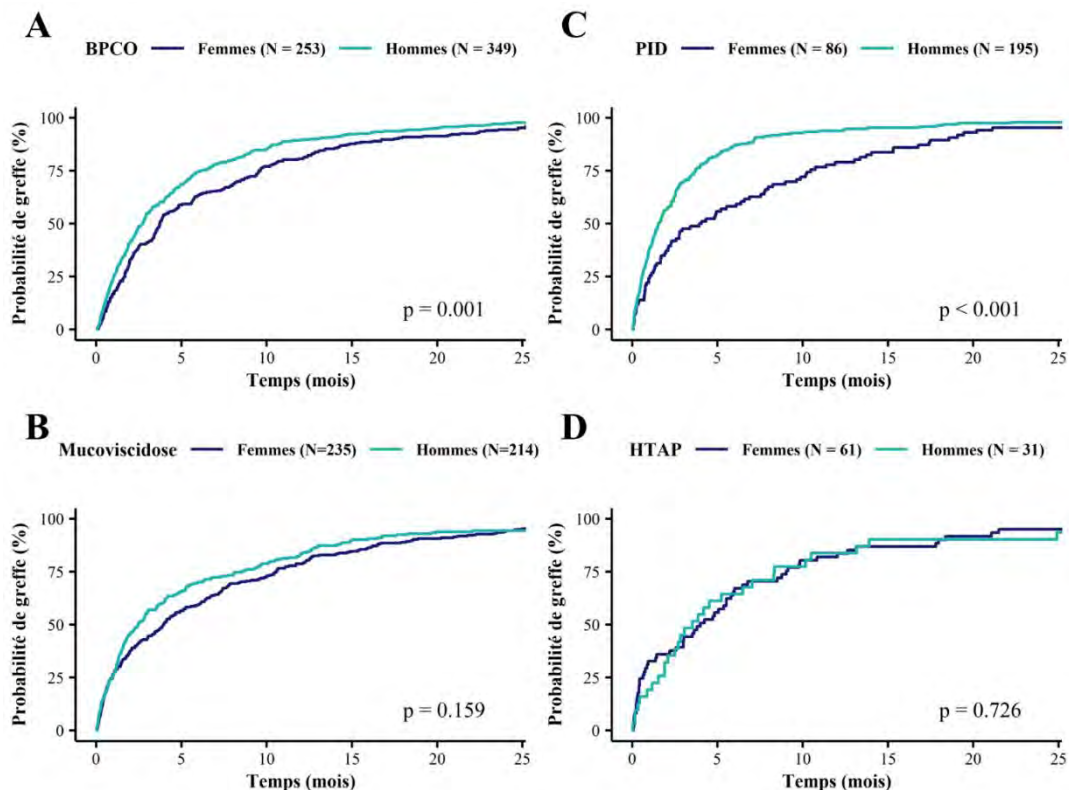 A
BPCO Femmes (N = 253) Hommes (N = 349)
Probabilité de greffe (%)
100
75
50
25
0
p = 0.001
0 5 10 15 20 25
Temps (mois)
C
PID Femmes (N = 86) Hommes (N = 195)
Probabilité de greffe (%)
100
75
50
25
0
p < 0.001
0 5 10 15 20 25
Temps (mois)
B
Mucoviscidose Femmes (N=235) Hommes (N=214)
Probabilité de greffe (%)
100
75
50
25
0
p = 0.159
0 5 10 15 20 25
Temps (mois)
D
HTAP Femmes (N = 61) Hommes (N = 31)
Probabilité de greffe (%)
100
75
50
25
0
p = 0.726
0 5 10 15 20 25
Temps (mois)